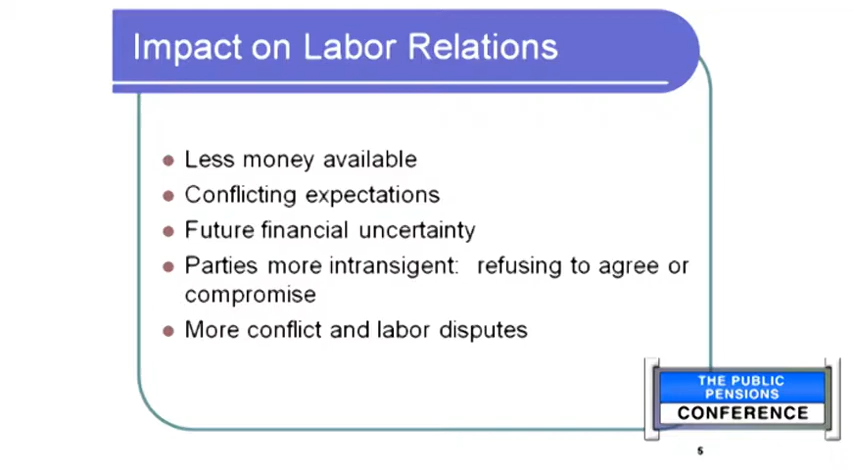 Impact on Labor Relations
Less money available
Conflicting expectations
Future financial uncertainty
Parties more intransigent: refusing to agree or
compromise
More conflict and labor disputes
THE PUBLIC
PENSIONS
CONFERENCE
5